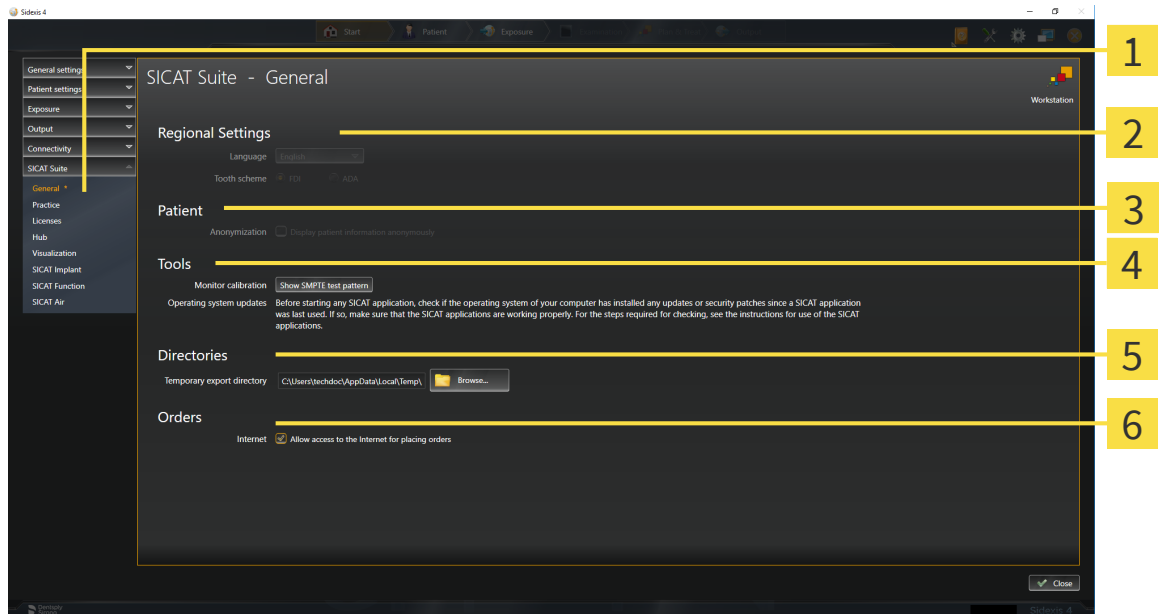 Sidexis 4
Start
Patient
Exposure
1
General settings
Patient settings
Exposure
Output
Connectivity
SICAT Suite
General *
Practice
Licenses
Hub
Visualization
SICAT Implant
SICAT Function
SICAT Air
SICAT Suite - General
Workstation
Regional Settings
2
Language English
Tooth scheme FDI ADA
Patient
3
Anonymization Display patient information anonymously
Tools
4
Monitor calibration Show SMPTE test pattern
Operating system updates Before starting any SICAT application, check if the operating system of your computer has installed any updates or security patches since a SICAT application
was last used. If so, make sure that the SICAT applications are working properly. For the steps required for checking, see the instructions for use of the SICAT
applications.
Directories
5
Temporary export directory C:\Users\techdoc\AppData\Local\Temp\ Browse...
Orders
6
Internet Allow access to the Internet for placing orders
Close
Dentsply
Sirona
Sidexis 4